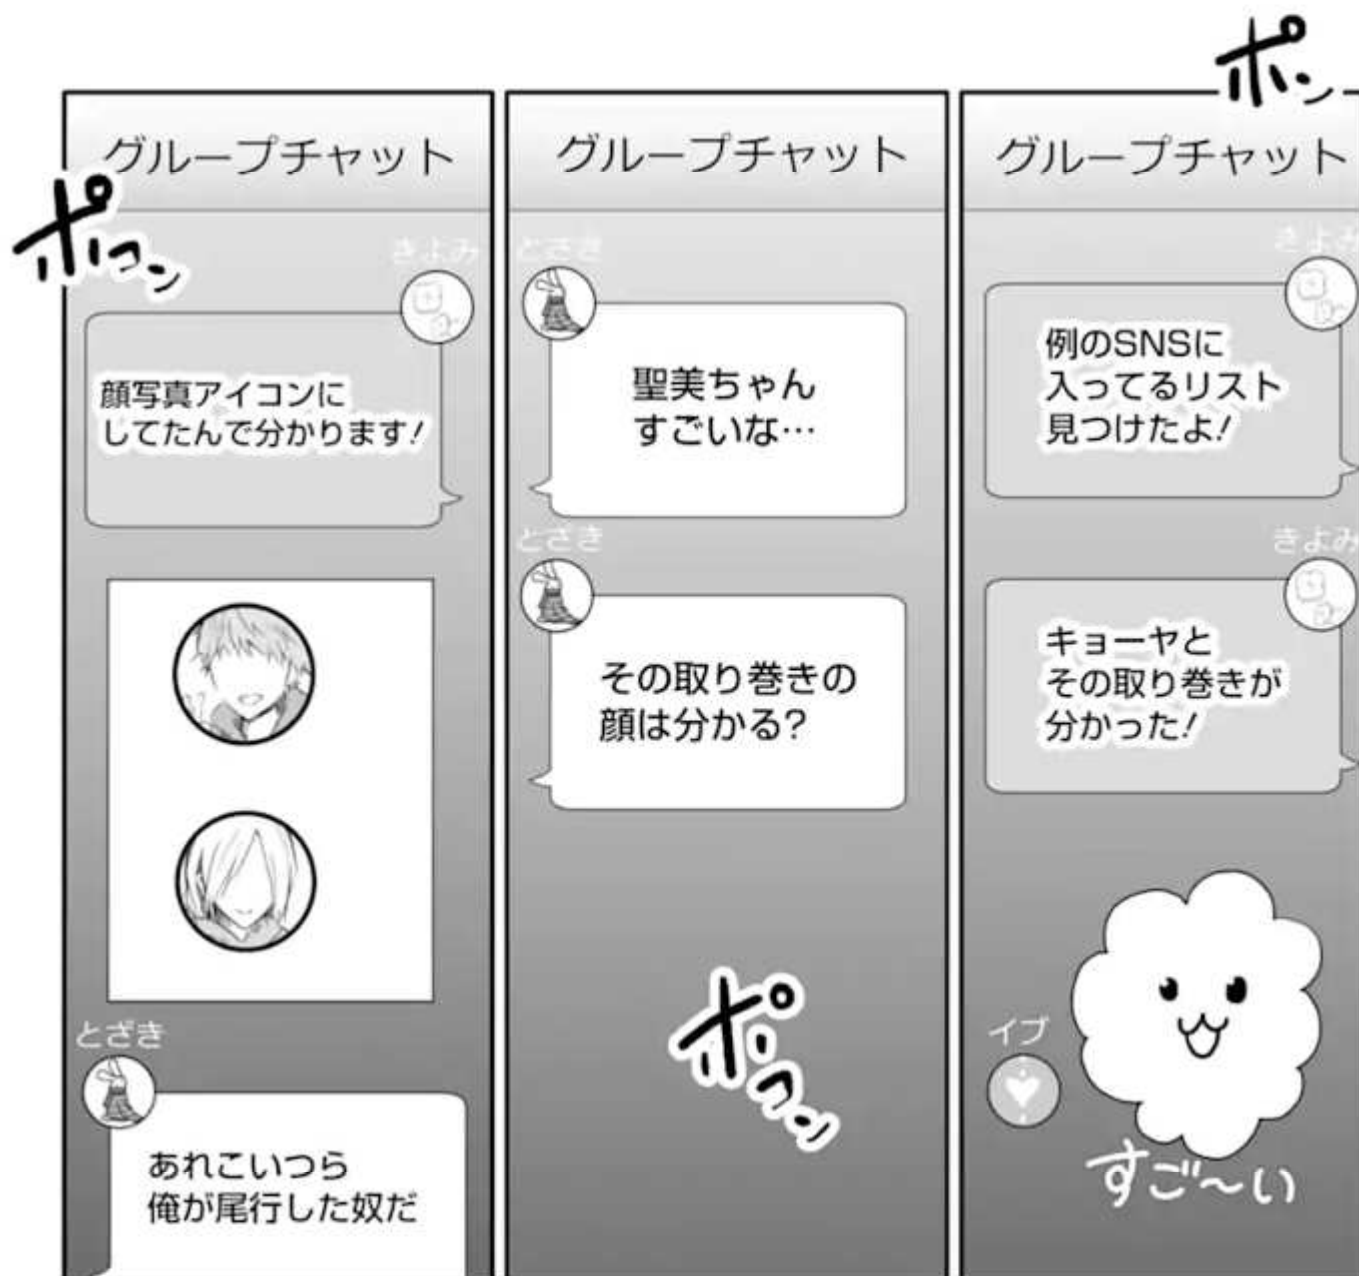 ポン
グループチャット
きよみ
例のSNSに
入ってるリスト
見つけたよ!
きよみ
キョーヤと
その取り巻きが
分かった!
イブ
すご〜い
グループチャット
とざき
聖美ちゃん
すごいな…
とざき
その取り巻きの
顔は分かる?
ポコン
グループチャット
ポコン
きよみ
顔写真アイコンに
してたんで分かります!
とざき
あれこいつら
俺が尾行した奴だ